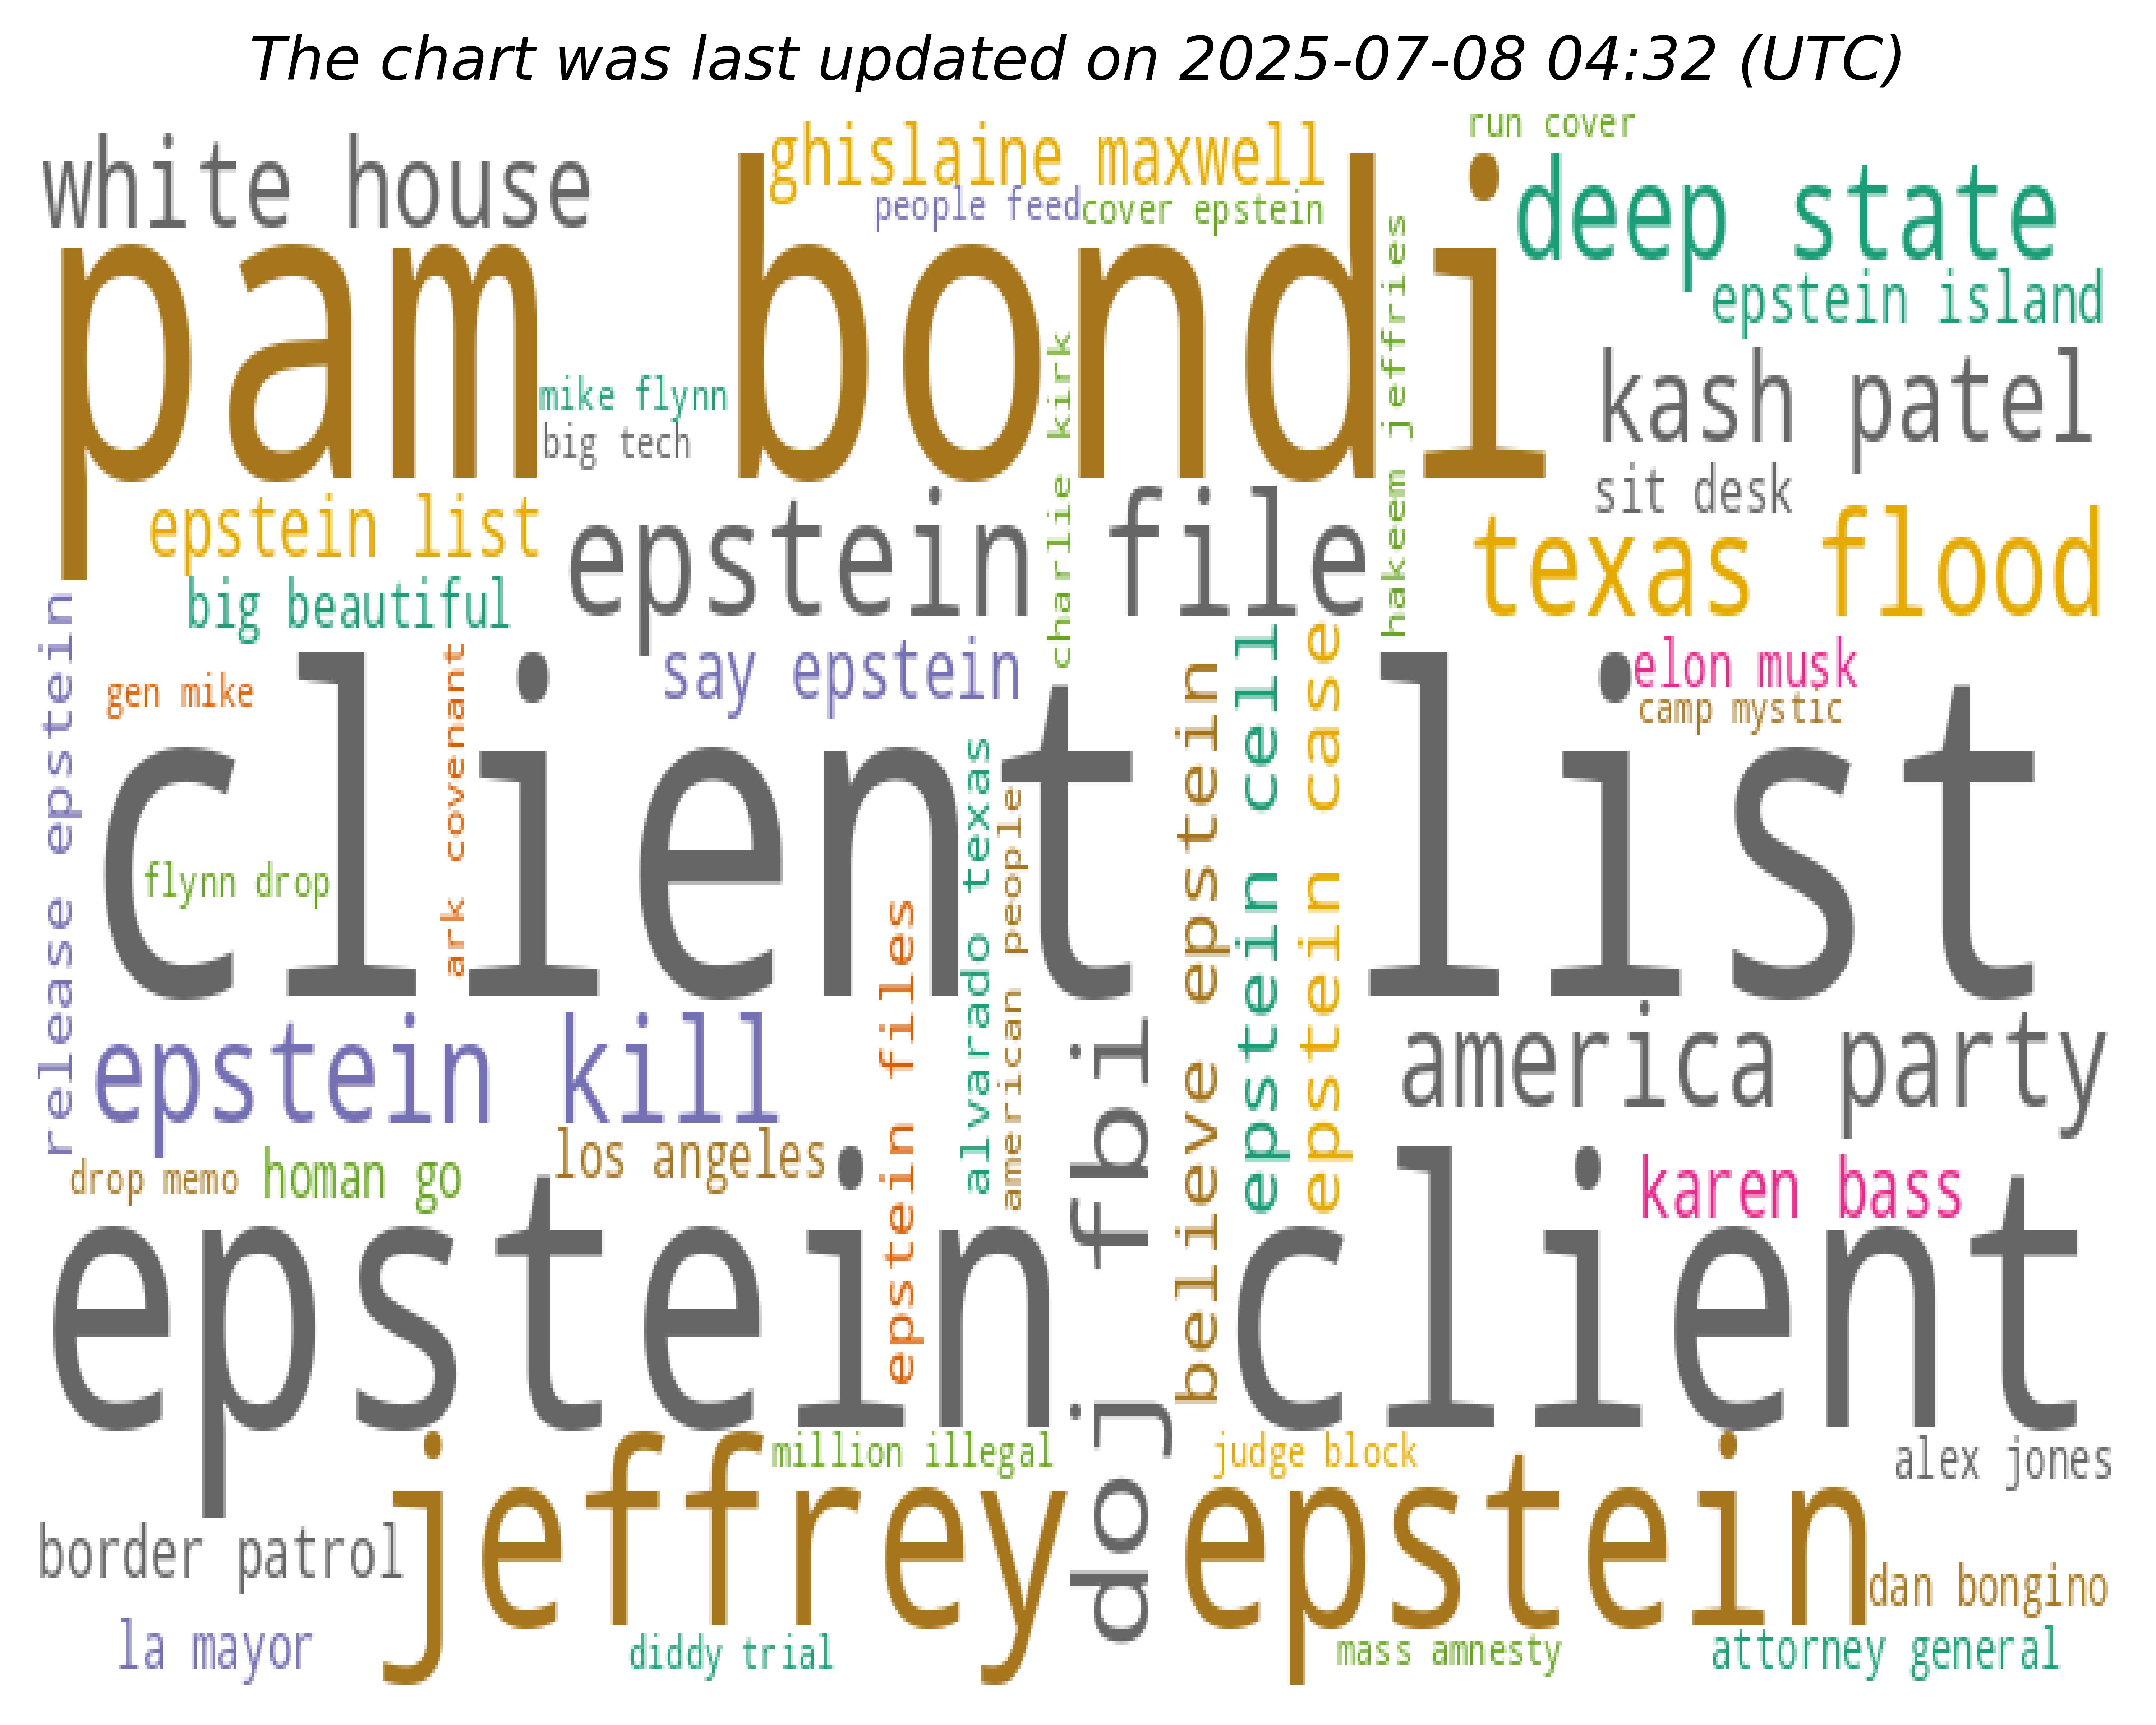 The chart was last updated on 2025-07-08 04:32 (UTC)
run cover
white house
ghislaine maxwell
people feed
cover epstein
deep state
pam bondi
epstein island
hakeem jeffries
charlie kirk
mike flynn
big tech
kash patel
sit desk
epstein list
epstein file
texas flood
big beautiful
release epstein
say epstein
elon musk
camp mystic
gen mike
ark covenant
client list
flynn drop
alvarado texas
american people
believe epstein
epstein cell
epstein case
epstein files
epstein kill
doj fbi
america party
los angeles
drop memo
homan go
karen bass
epstein client
million illegal
judge block
alex jones
jeffrey epstein
border patrol
dan bongino
la mayor
diddy trial
mass amnesty
attorney general